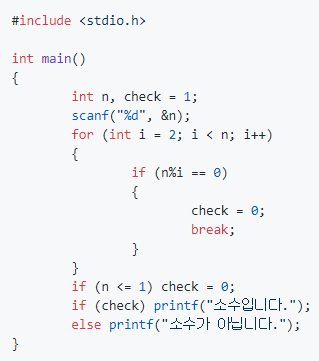 #include <stdio.h>

int main()
{
        int n, check = 1;
        scanf("%d", &n);
        for (int i = 2; i < n; i++)
        {
                if (n%i == 0)
                {
                        check = 0;
                        break;
                }
        }
        if (n <= 1) check = 0;
        if (check) printf("소수입니다.");
        else printf("소수가 아닙니다.");
}